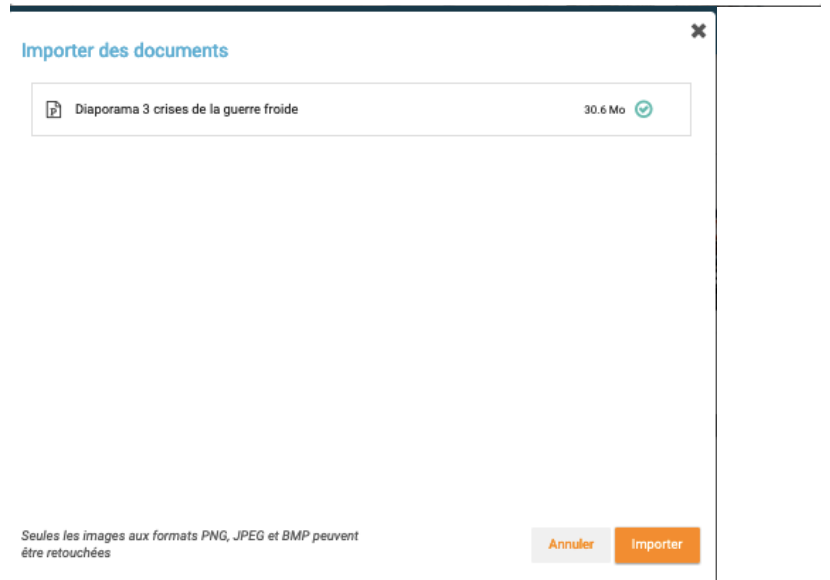 Importer des documents
Diaporama 3 crises de la guerre froide 30.6 Mo
Seules les images aux formats PNG, JPEG et BMP peuvent
être retouchées
Annuler Importer